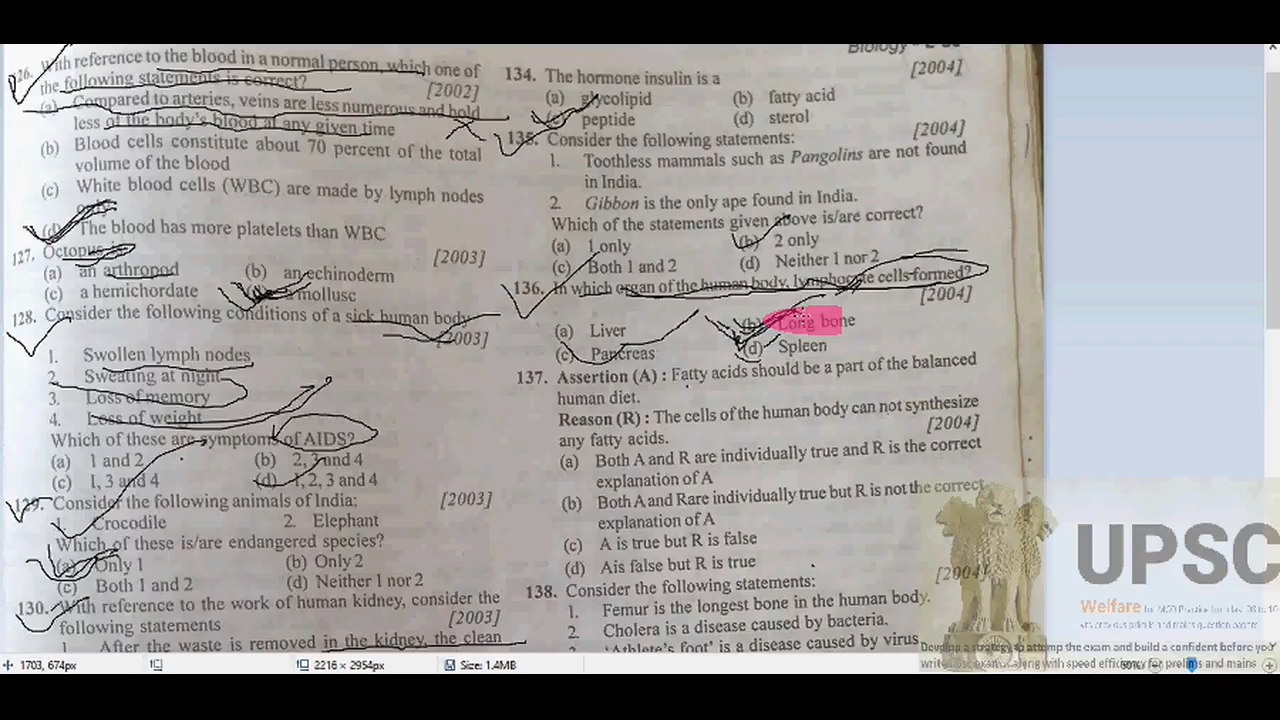 Biology
26. With reference to the blood in a normal person, which one of
the following statements is correct?
[2002]
(a) Compared to arteries, veins are less numerous and hold
less of the body's blood at any given time
(b) Blood cells constitute about 70 percent of the total
volume of the blood
(c) White blood cells (WBC) are made by lymph nodes
only
(d) The blood has more platelets than WBC
127. Octopus is
[2003]
(a) an arthropod (b) an echinoderm
(c) a hemichordate a mollusc
128. Consider the following conditions of a sick human body
[2003]
1. Swollen lymph nodes
2. Sweating at night
3. Loss of memory
4. Loss of weight
Which of these are symptoms of AIDS?
(a) 1 and 2 (b) 2, 3 and 4
(c) 1, 3 and 4 (d) 1, 2, 3 and 4
129. Consider the following animals of India:
[2003]
1. Crocodile 2. Elephant
Which of these is/are endangered species?
(a) Only 1 (b) Only 2
(c) Both 1 and 2 (d) Neither 1 nor 2
130. With reference to the work of human kidney, consider the
following statements
[2003]
1. After the waste is removed in the kidney, the clean
134. The hormone insulin is a
[2004]
(a) glycolipid (b) fatty acid
(c) peptide (d) sterol
135. Consider the following statements:
[2004]
1. Toothless mammals such as Pangolins are not found
in India.
2. Gibbon is the only ape found in India.
Which of the statements given above is/are correct?
(a) 1 only (b) 2 only
(c) Both 1 and 2 (d) Neither 1 nor 2
136. In which organ of the human body, lymphocyte cells formed?
[2004]
(a) Liver (b) Long bone
(c) Pancreas (d) Spleen
137. Assertion (A) : Fatty acids should be a part of the balanced
human diet.
Reason (R) : The cells of the human body can not synthesize
any fatty acids.
[2004]
(a) Both A and R are individually true and R is the correct
explanation of A
(b) Both A and Rare individually true but R is not the correct
explanation of A
(c) A is true but R is false
(d) Ais false but R is true
138. Consider the following statements:
[2004]
1. Femur is the longest bone in the human body.
2. Cholera is a disease caused by bacteria.
'Athlete's foot' is a disease caused by virus.
UPSC
Welfare
1703, 674px 2216 × 2954px Size: 1.4MB